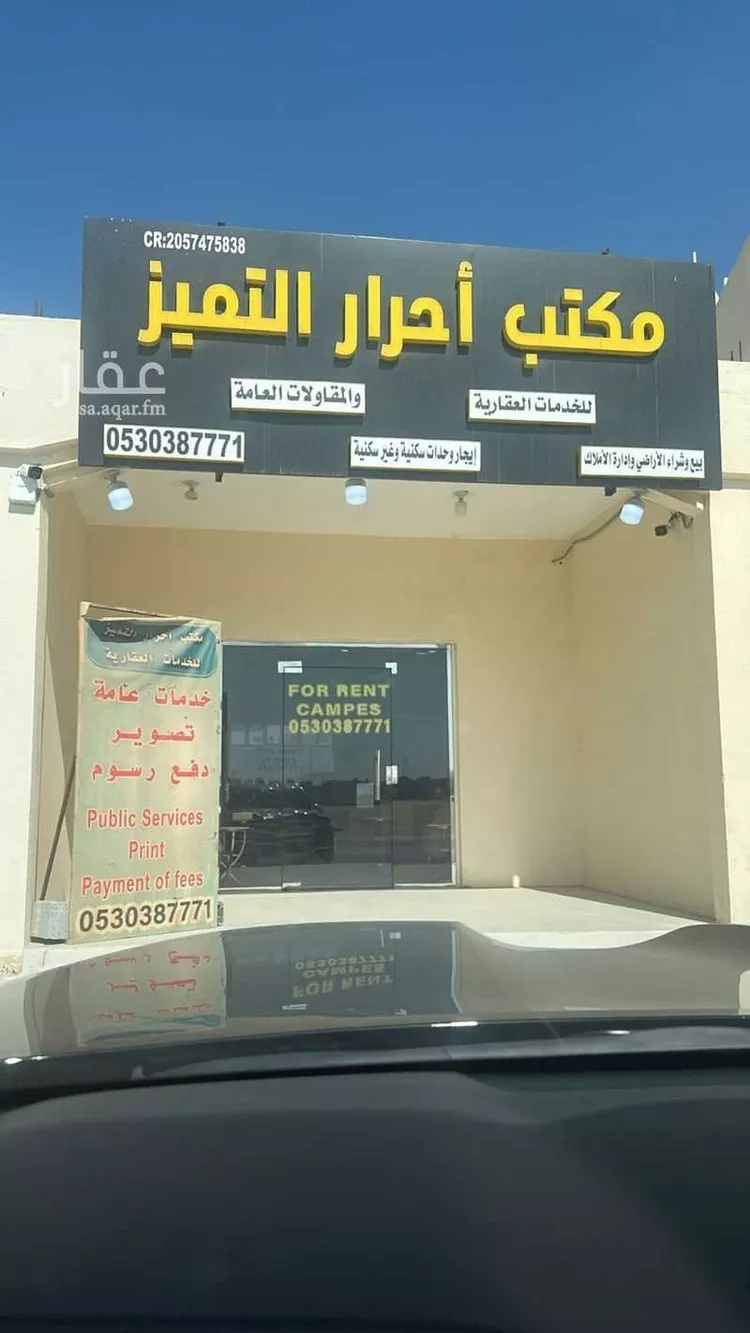 CR:2057475838
مكتب أحرار التميز
للخدمات العقارية
والمقاولات العامة
بيع وشراء الأراضي وإدارة الأملاك
إيجار وحدات سكنية وغير سكنية
0530387771
عقار
sa.aqar.fm
مكتب احرار التميز
للخدمات العقارية
خدمات عامة
تصوير
دفع رسوم
Public Services
Print
Payment of fees
0530387771
FOR RENT
CAMPES
0530387771